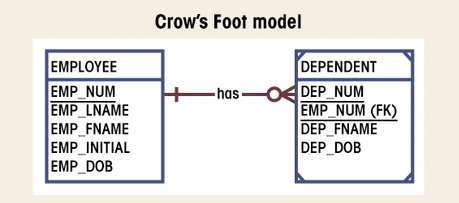 Crow's Foot model
EMPLOYEE
EMP_NUM
EMP_LNAME
EMP_FNAME
EMP_INITIAL
EMP_DOB
has
DEPENDENT
DEP_NUM
EMP_NUM (FK)
DEP_FNAME
DEP_DOB